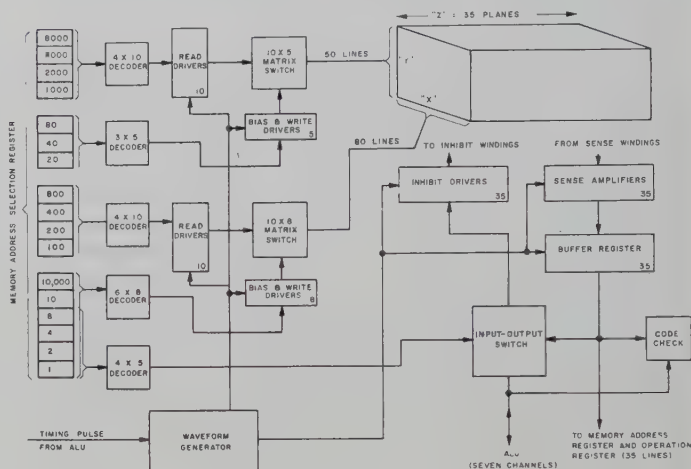 "Z" : 35 PLANES
"Y"
"X"
MEMORY ADDRESS SELECTION REGISTER
8000
4000
2000
1000
4 X 10
DECODER
READ
DRIVERS
10
10 X 5
MATRIX
SWITCH
50 LINES
80
40
20
3 X 5
DECODER
BIAS & WRITE
DRIVERS
5
80 LINES
800
400
200
100
4 X 10
DECODER
READ
DRIVERS
10
10 X 8
MATRIX
SWITCH
TO INHIBIT WINDINGS
INHIBIT DRIVERS
35
FROM SENSE WINDINGS
SENSE AMPLIFIERS
35
BUFFER REGISTER
35
10,000
10
8
4
2
1
6 X 8
DECODER
BIAS & WRITE
DRIVERS
8
4 X 5
DECODER
INPUT-OUTPUT
SWITCH
CODE
CHECK
TIMING PULSE
FROM ALU
WAVEFORM
GENERATOR
ALU
(SEVEN CHANNELS)
TO MEMORY ADDRESS
REGISTER AND OPERATION
REGISTER (35 LINES)